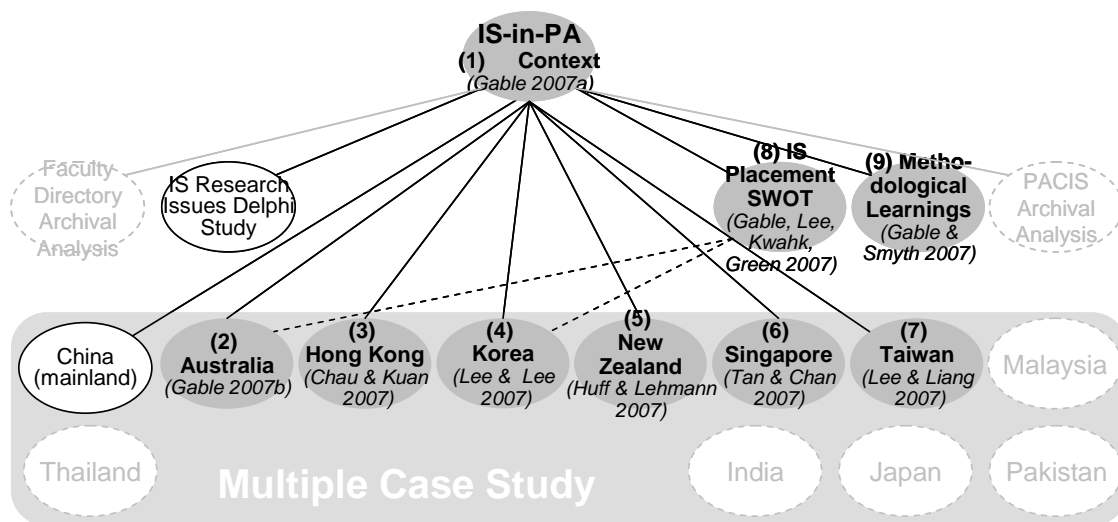 IS-in-PA
(1) Context
(Gable 2007a)
Faculty
Directory
Archival
Analysis
IS Research
Issues Delphi
Study
(8) IS
Placement
SWOT
(Gable, Lee,
Kwahk,
Green 2007)
(9) Metho-
dological
Learnings
(Gable &
Smyth 2007)
PACIS
Archival
Analysis
China
(mainland)
(2)
Australia
(Gable 2007b)
(3)
Hong Kong
(Chau & Kuan
2007)
(4)
Korea
(Lee & Lee
2007)
(5)
New
Zealand
(Huff & Lehmann
2007)
(6)
Singapore
(Tan & Chan
2007)
(7)
Taiwan
(Lee & Liang
2007)
Malaysia
Thailand
Multiple Case Study
India
Japan
Pakistan